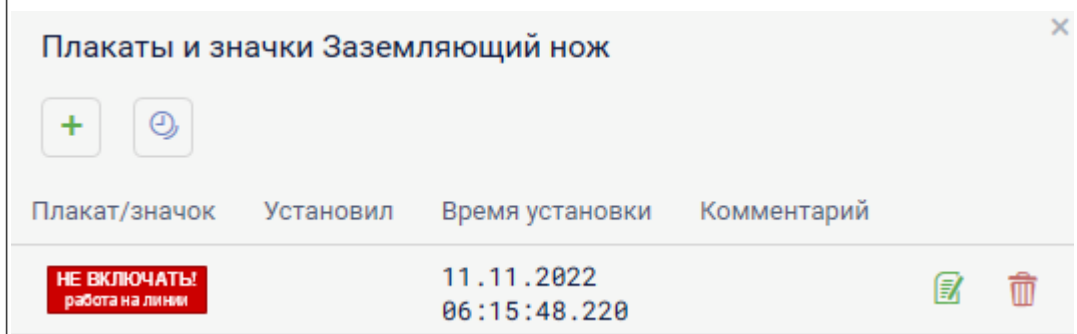 Плакаты и значки Заземляющий нож
Плакат/значок Установил Время установки Комментарий
НЕ ВКЛЮЧАТЬ!
работа на линии
11.11.2022
06:15:48.220